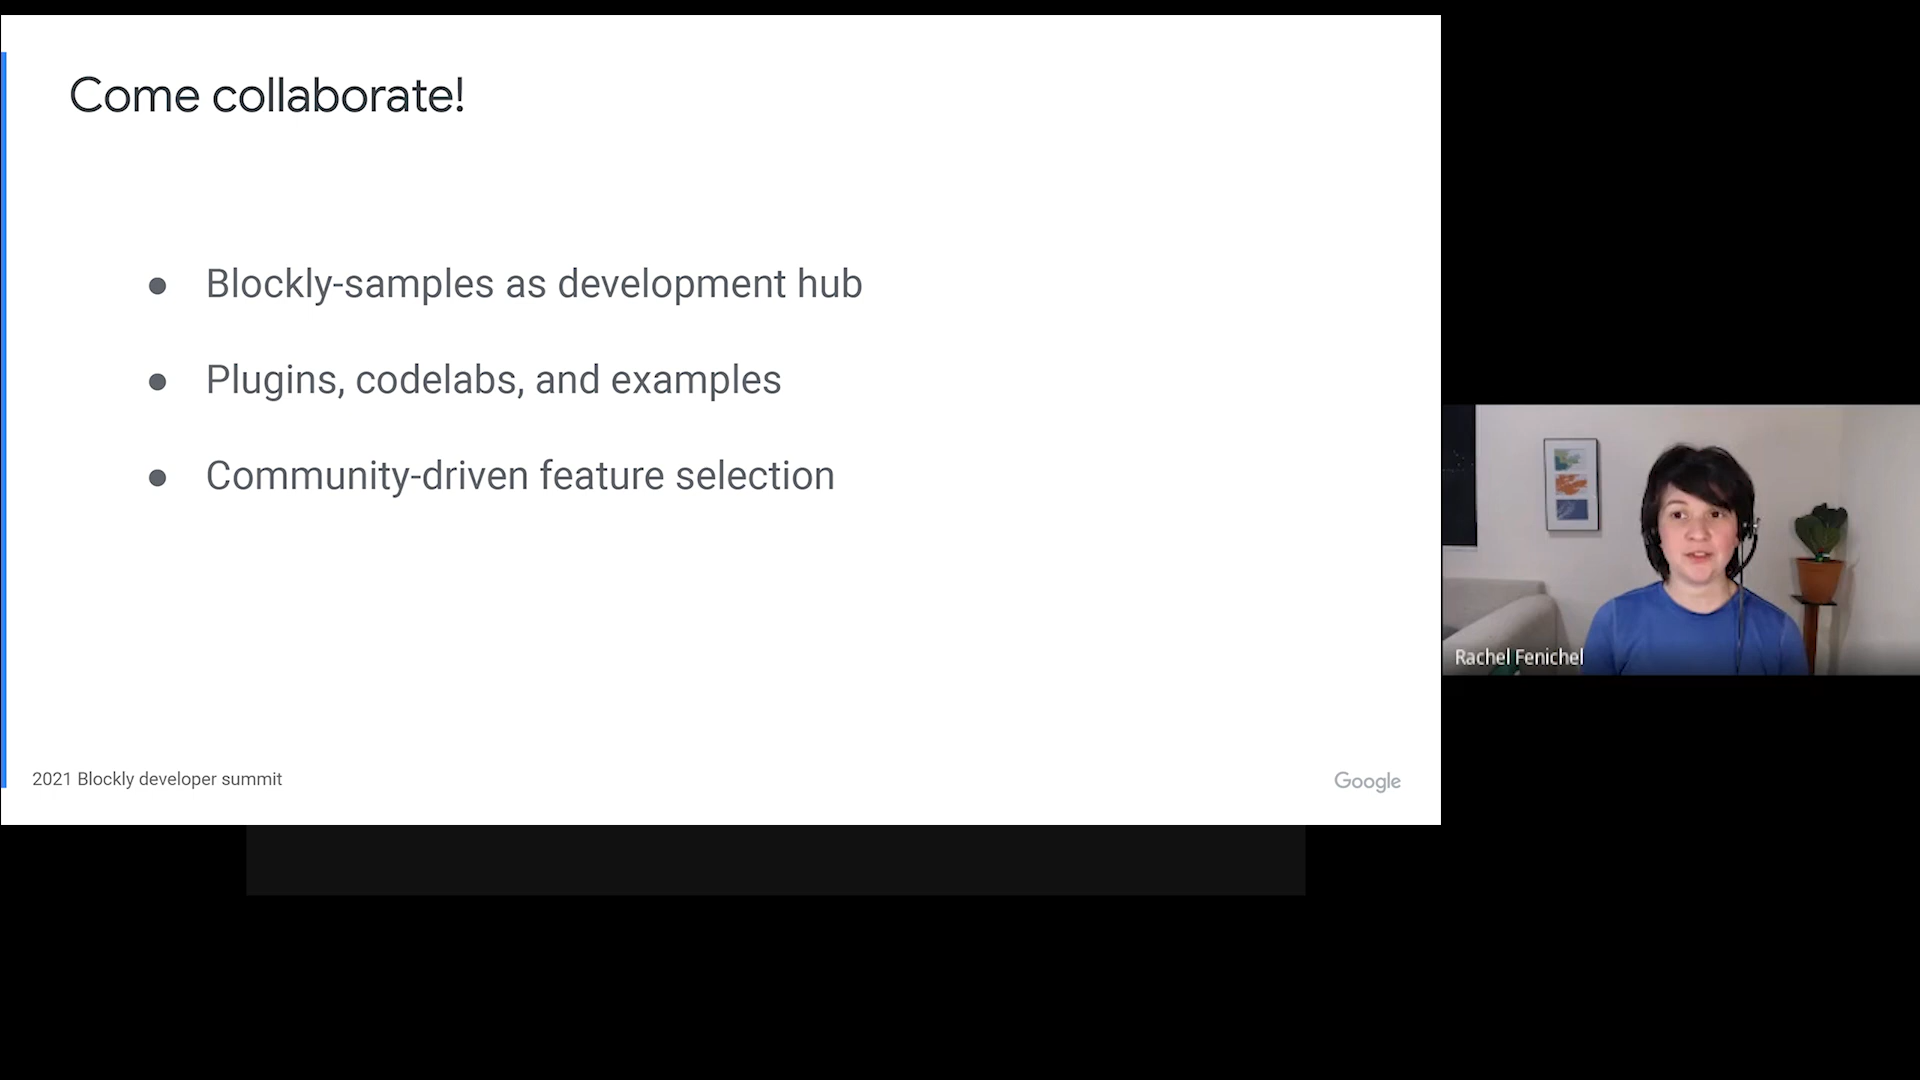 Come collaborate!
● Blockly-samples as development hub
● Plugins, codelabs, and examples
● Community-driven feature selection
Rachel Fenichel
2021 Blockly developer summit
Google